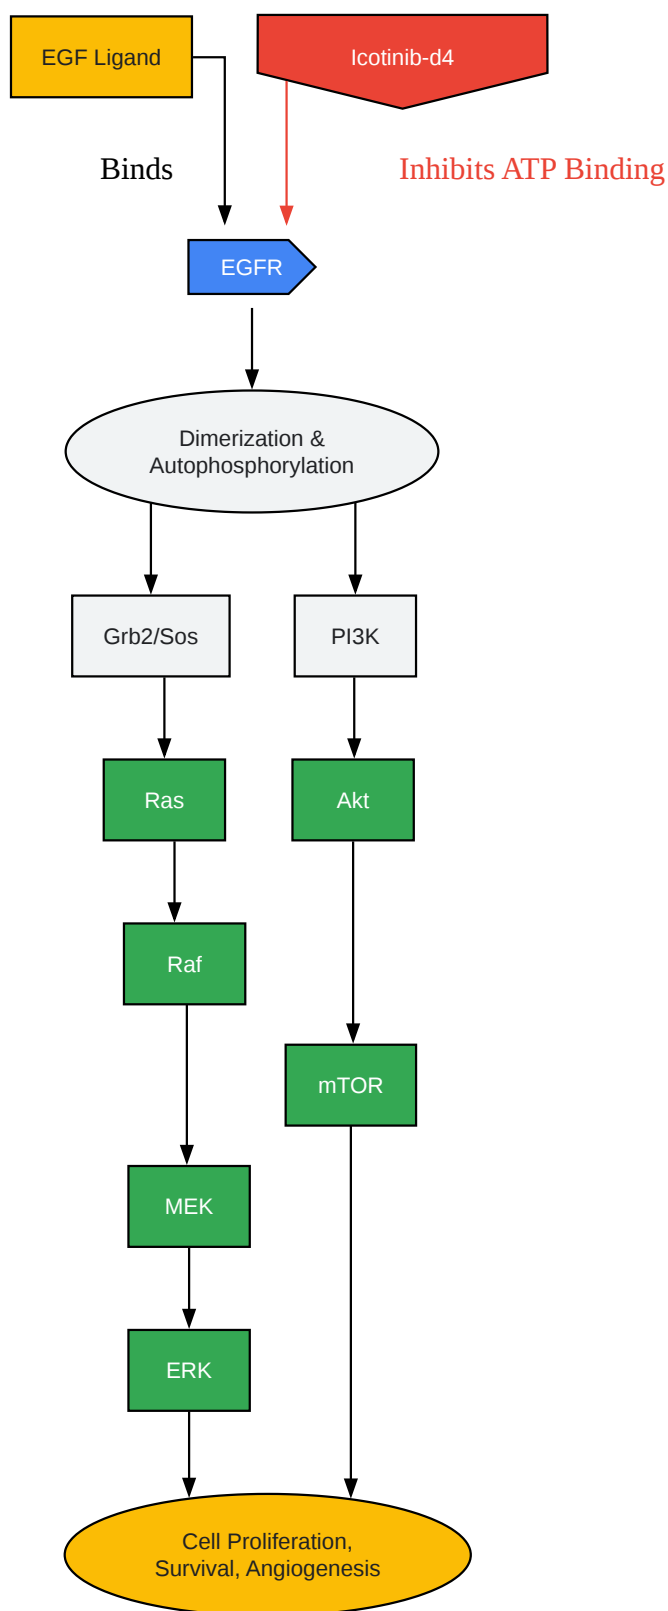 EGF Ligand
Icotinib-d4
Binds
Inhibits ATP Binding
EGFR
Dimerization &
Autophosphorylation
Grb2/Sos
PI3K
Ras
Akt
Raf
mTOR
MEK
ERK
Cell Proliferation,
Survival, Angiogenesis